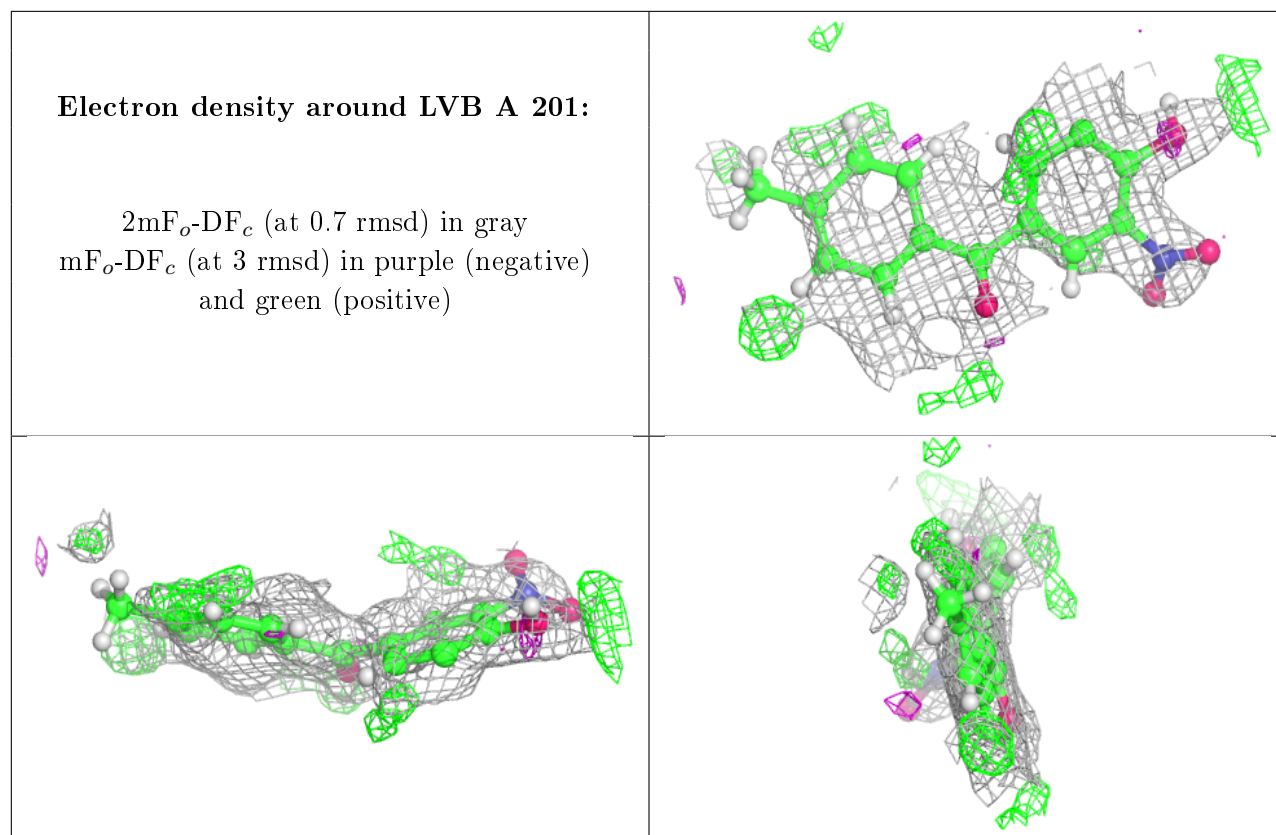 Electron density around LVB A 201:
2mFo-DFc (at 0.7 rmsd) in gray
mFo-DFc (at 3 rmsd) in purple (negative)
and green (positive)